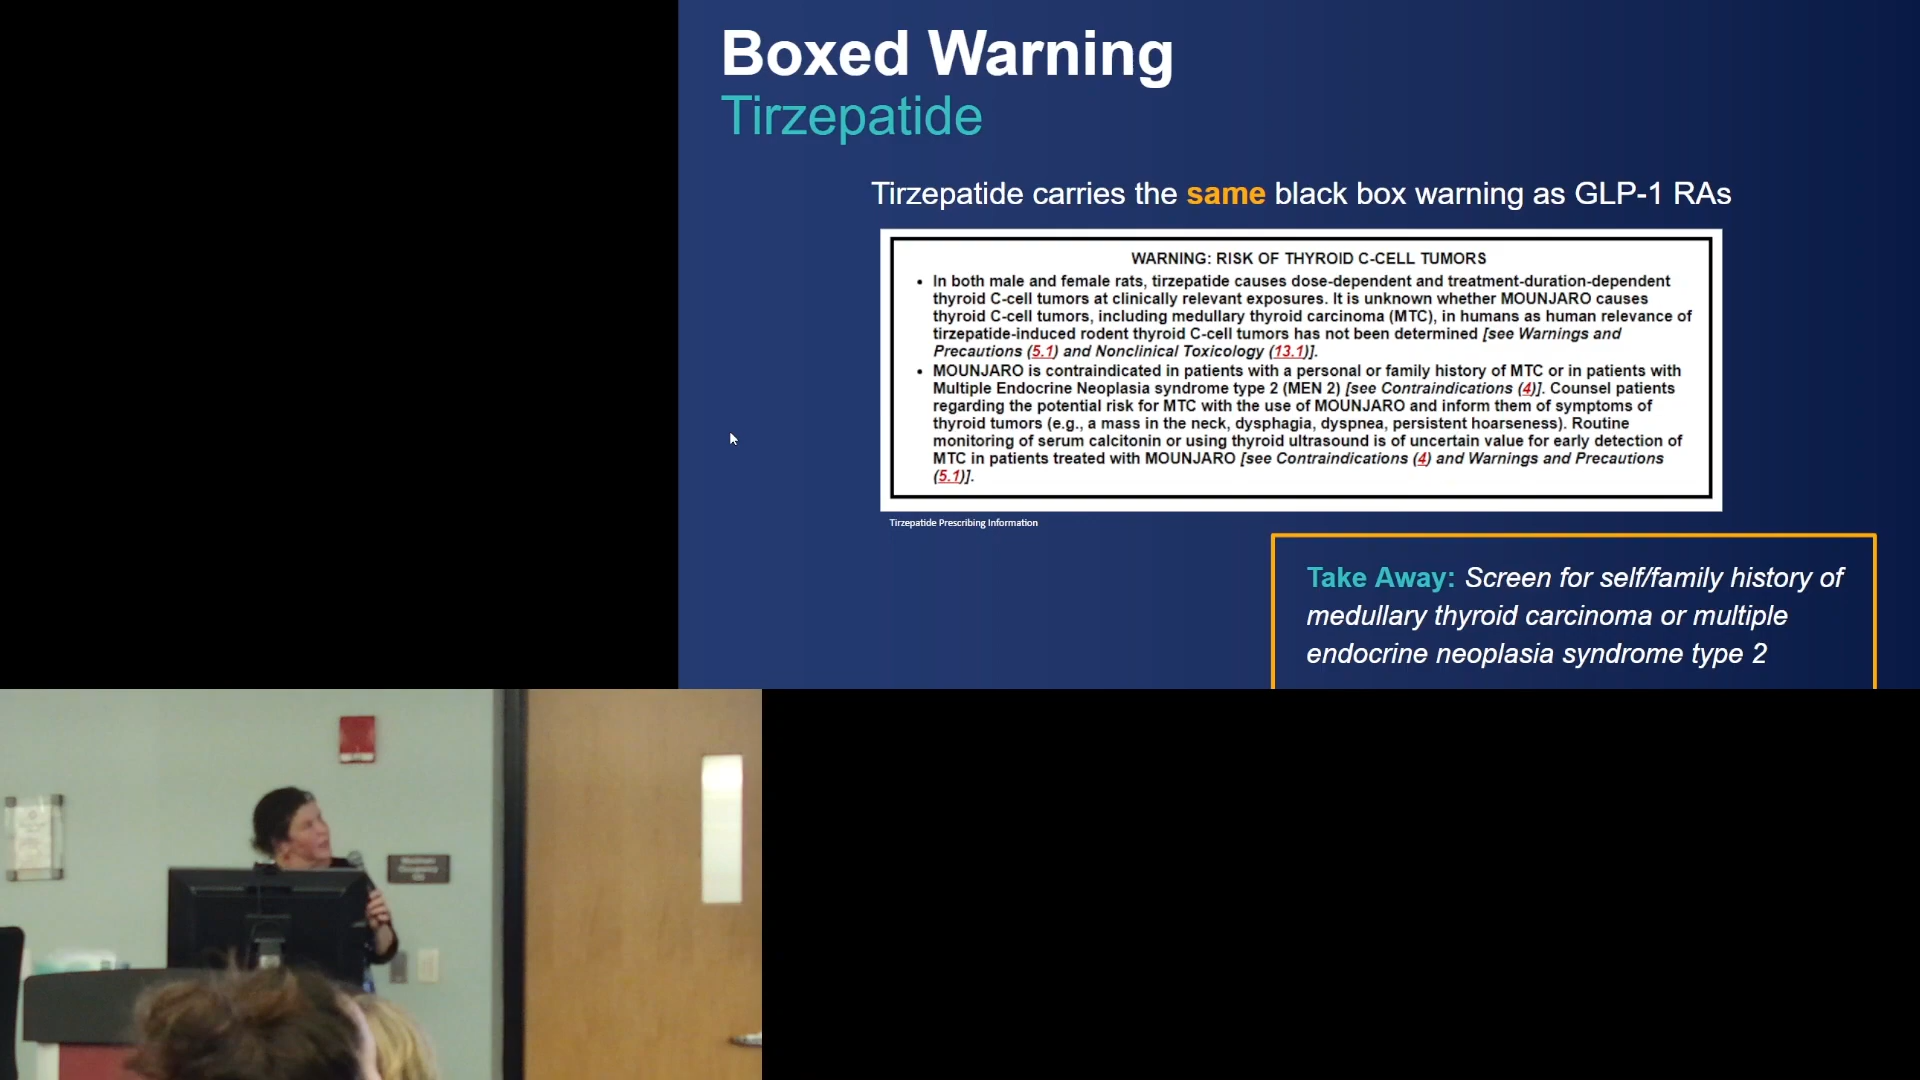 Boxed Warning
Tirzepatide
Tirzepatide carries the same black box warning as GLP-1 RAs
WARNING: RISK OF THYROID C-CELL TUMORS
• In both male and female rats, tirzepatide causes dose-dependent and treatment-duration-dependent
thyroid C-cell tumors at clinically relevant exposures. It is unknown whether MOUNJARO causes
thyroid C-cell tumors, including medullary thyroid carcinoma (MTC), in humans as human relevance of
tirzepatide-induced rodent thyroid C-cell tumors has not been determined [see Warnings and
Precautions (5.1) and Nonclinical Toxicology (13.1)].
• MOUNJARO is contraindicated in patients with a personal or family history of MTC or in patients with
Multiple Endocrine Neoplasia syndrome type 2 (MEN 2) [see Contraindications (4)]. Counsel patients
regarding the potential risk for MTC with the use of MOUNJARO and inform them of symptoms of
thyroid tumors (e.g., a mass in the neck, dysphagia, dyspnea, persistent hoarseness). Routine
monitoring of serum calcitonin or using thyroid ultrasound is of uncertain value for early detection of
MTC in patients treated with MOUNJARO [see Contraindications (4) and Warnings and Precautions
(5.1)].
Tirzepatide Prescribing Information
Take Away: Screen for self/family history of
medullary thyroid carcinoma or multiple
endocrine neoplasia syndrome type 2